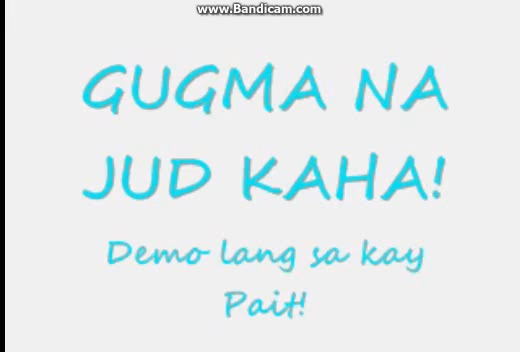 www.Bandicam.com
GUGMA NA
JUD KAHA!
Demo lang sa kay
Pait!